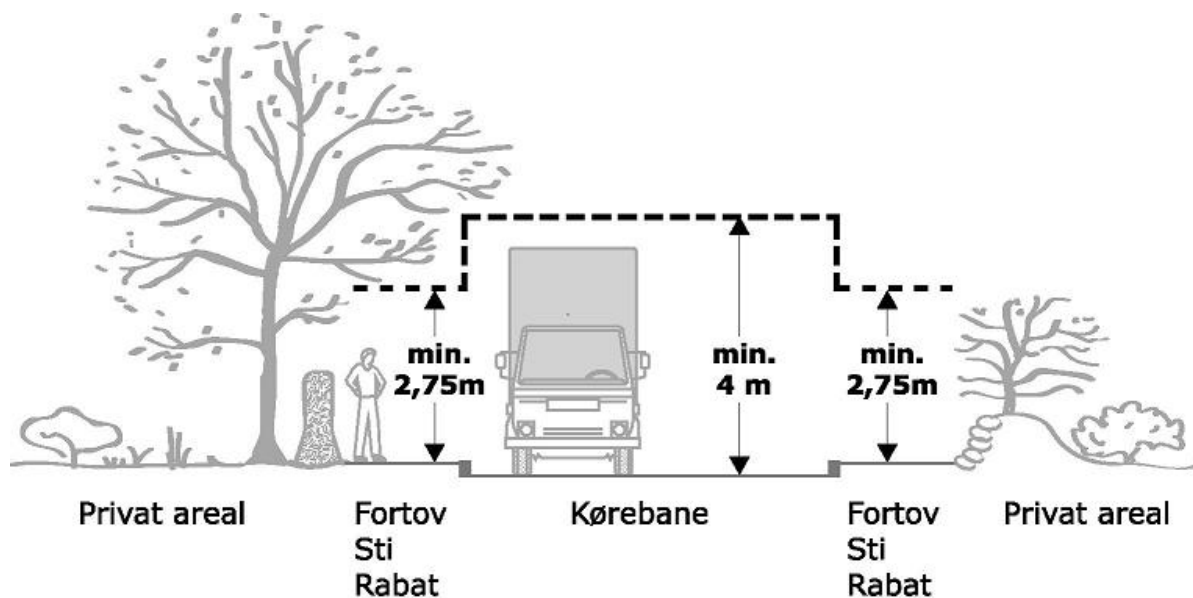 min.
2,75m
min.
4 m
min.
2,75m
Privat areal
Fortov
Sti
Rabat
Kørebane
Fortov
Sti
Rabat
Privat areal